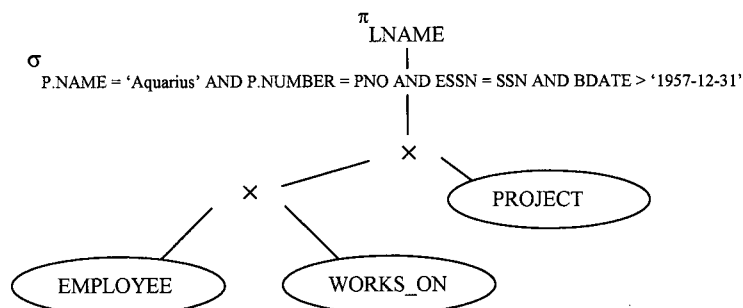 π
LNAME
σ
P.NAME = ‘Aquarius’ AND P.NUMBER = PNO AND ESSN = SSN AND BDATE > ‘1957-12-31’
×
×
PROJECT
EMPLOYEE
WORKS_ON